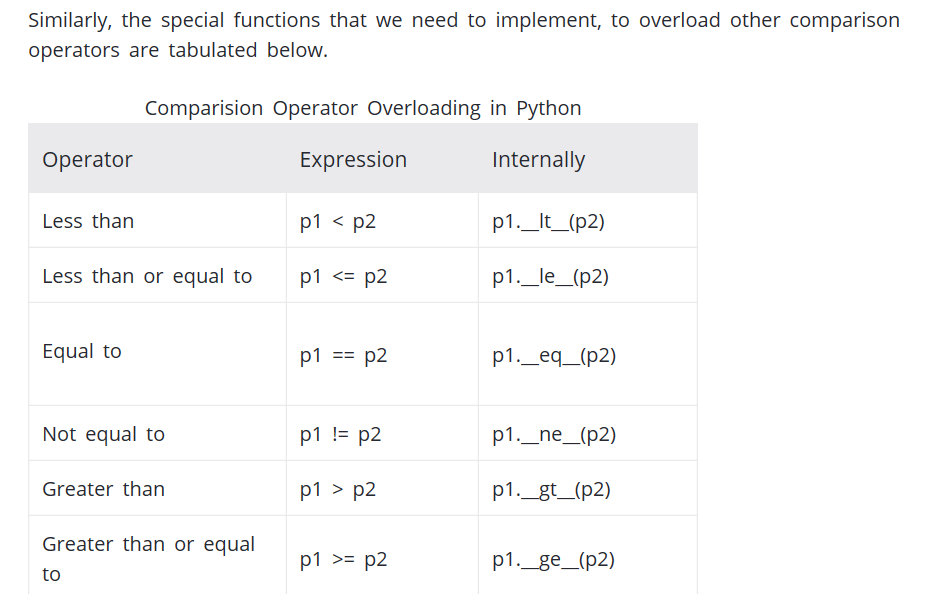 Similarly, the special functions that we need to implement, to overload other comparison
operators are tabulated below.
Comparision Operator Overloading in Python
Operator Expression Internally
Less than p1 < p2 p1.__lt__(p2)
Less than or equal to p1 <= p2 p1.__le__(p2)
Equal to p1 == p2 p1.__eq__(p2)
Not equal to p1 != p2 p1.__ne__(p2)
Greater than p1 > p2 p1.__gt__(p2)
Greater than or equal
to p1 >= p2 p1.__ge__(p2)